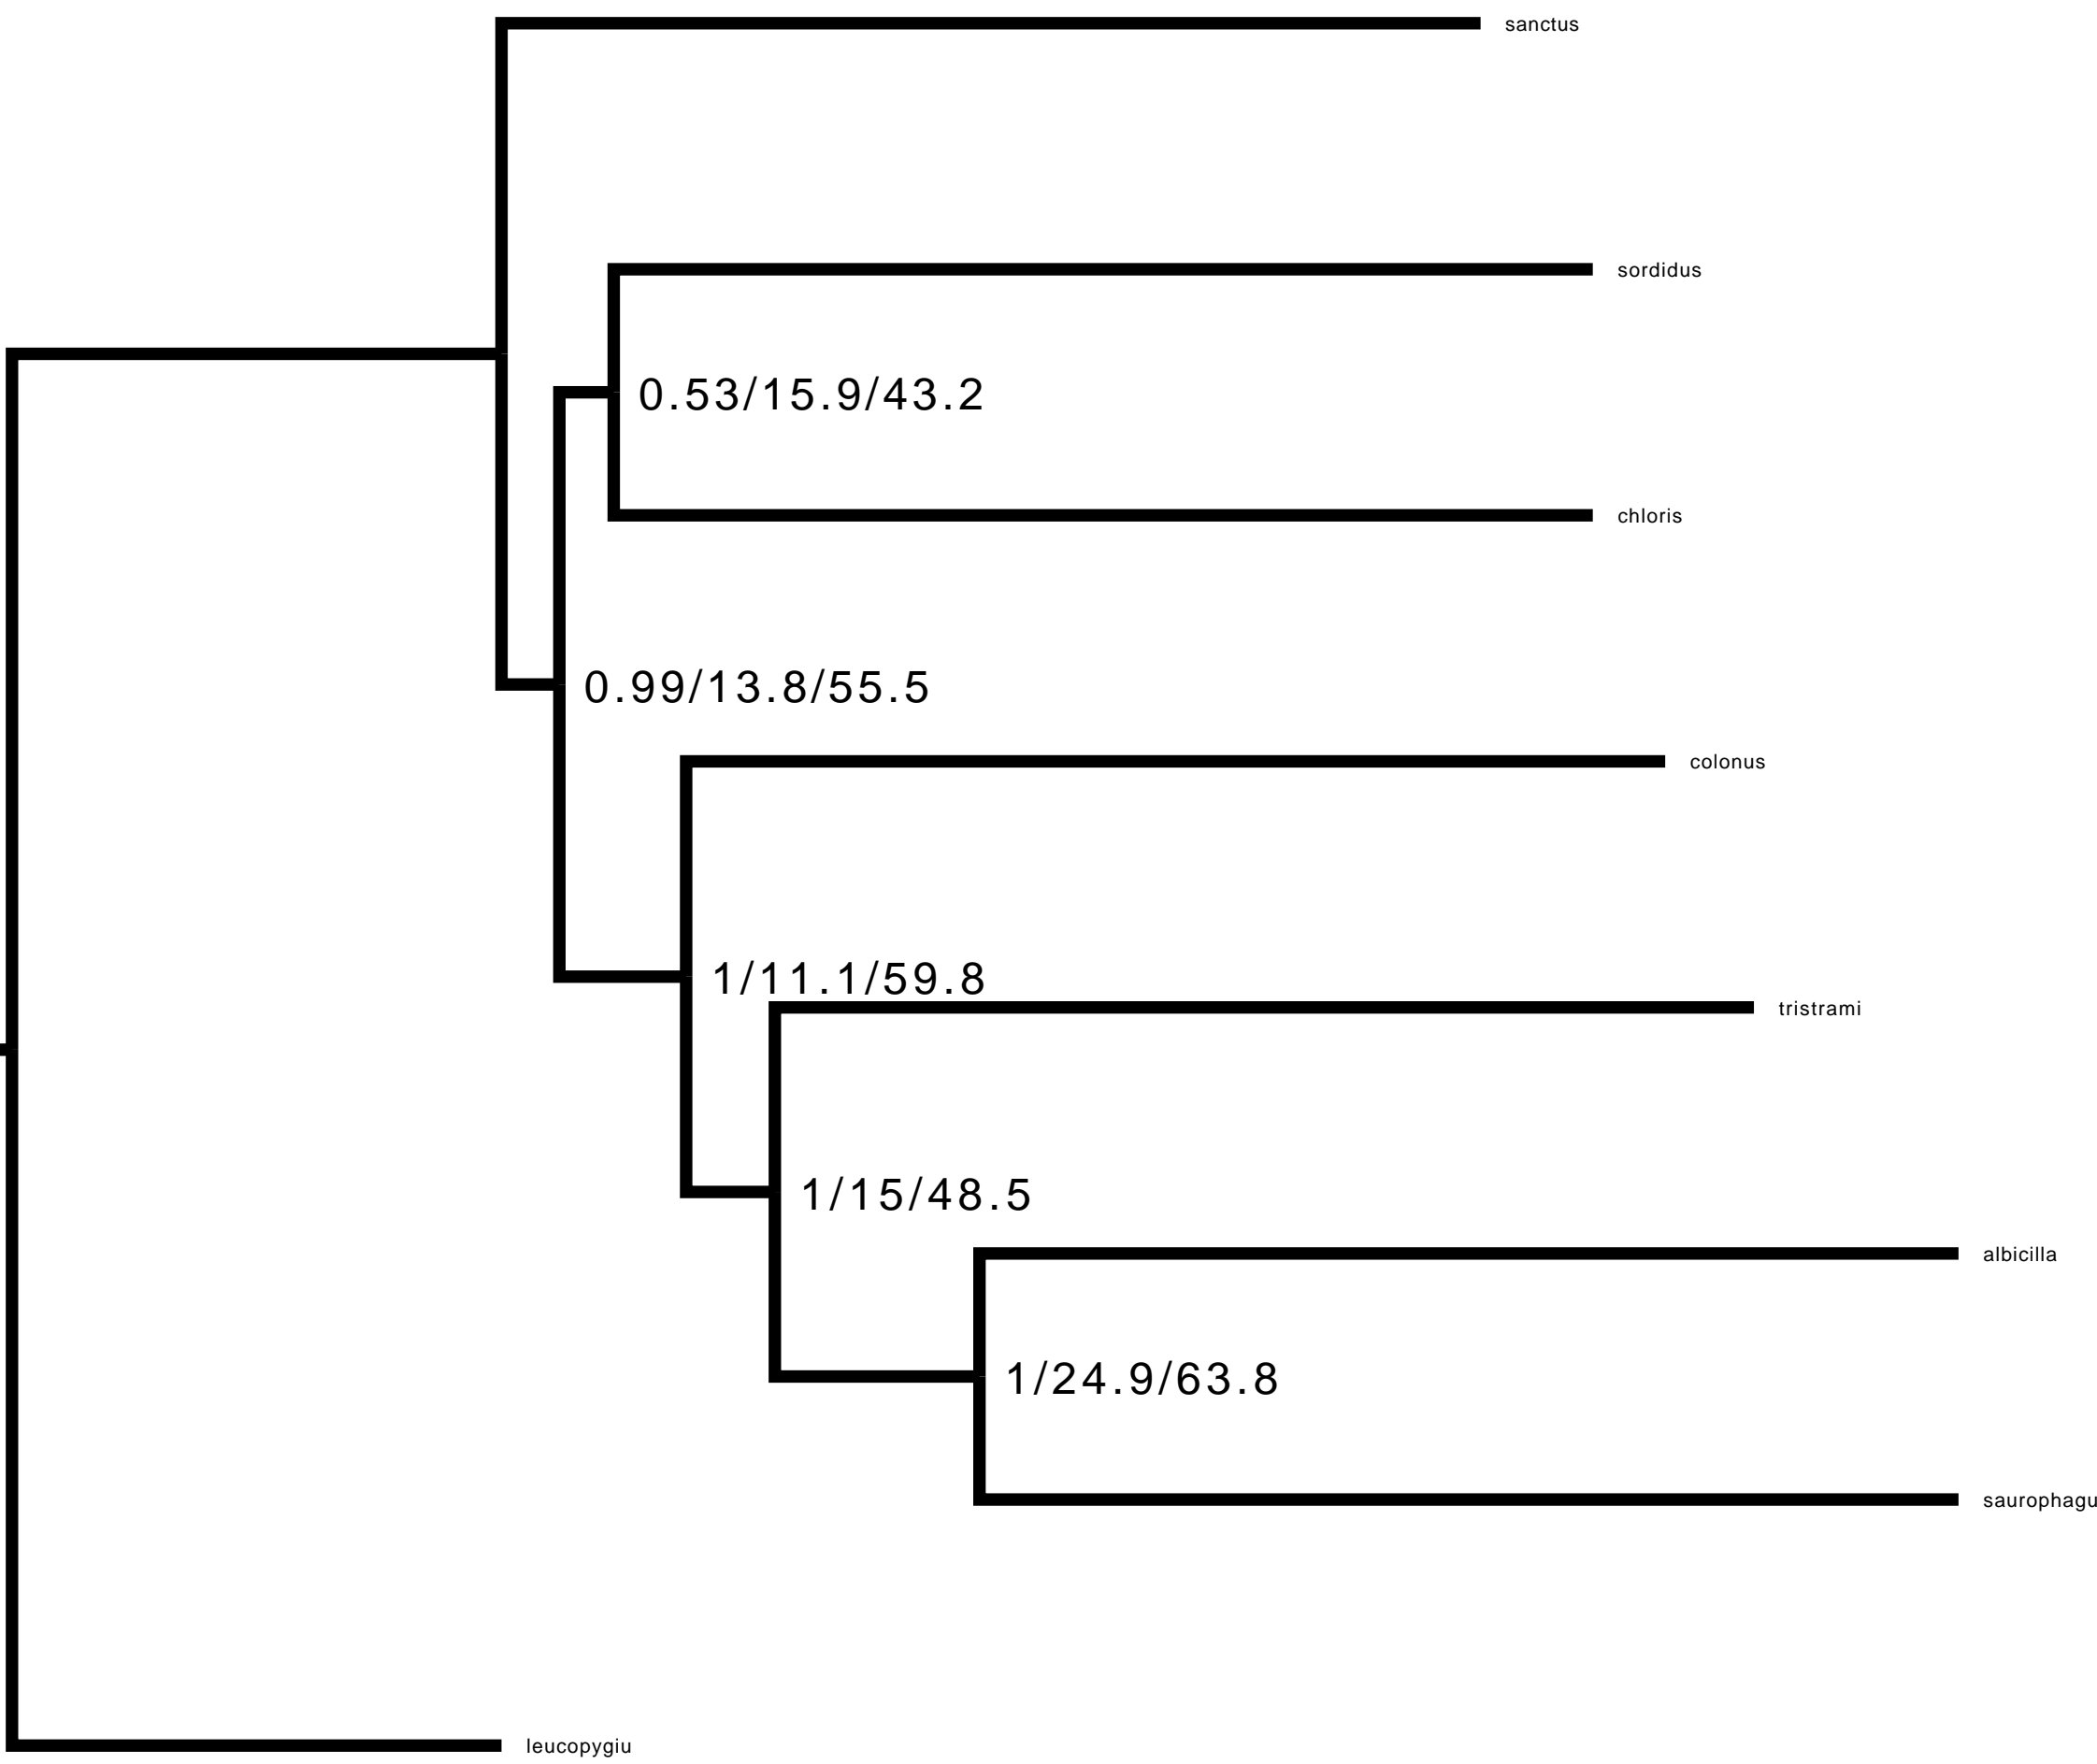 sanctus
sordidus
0.53/15.9/43.2
chloris
0.99/13.8/55.5
colonus
1/11.1/59.8
tristrami
1/15/48.5
albicilla
1/24.9/63.8
saurophagu
leucopygiu